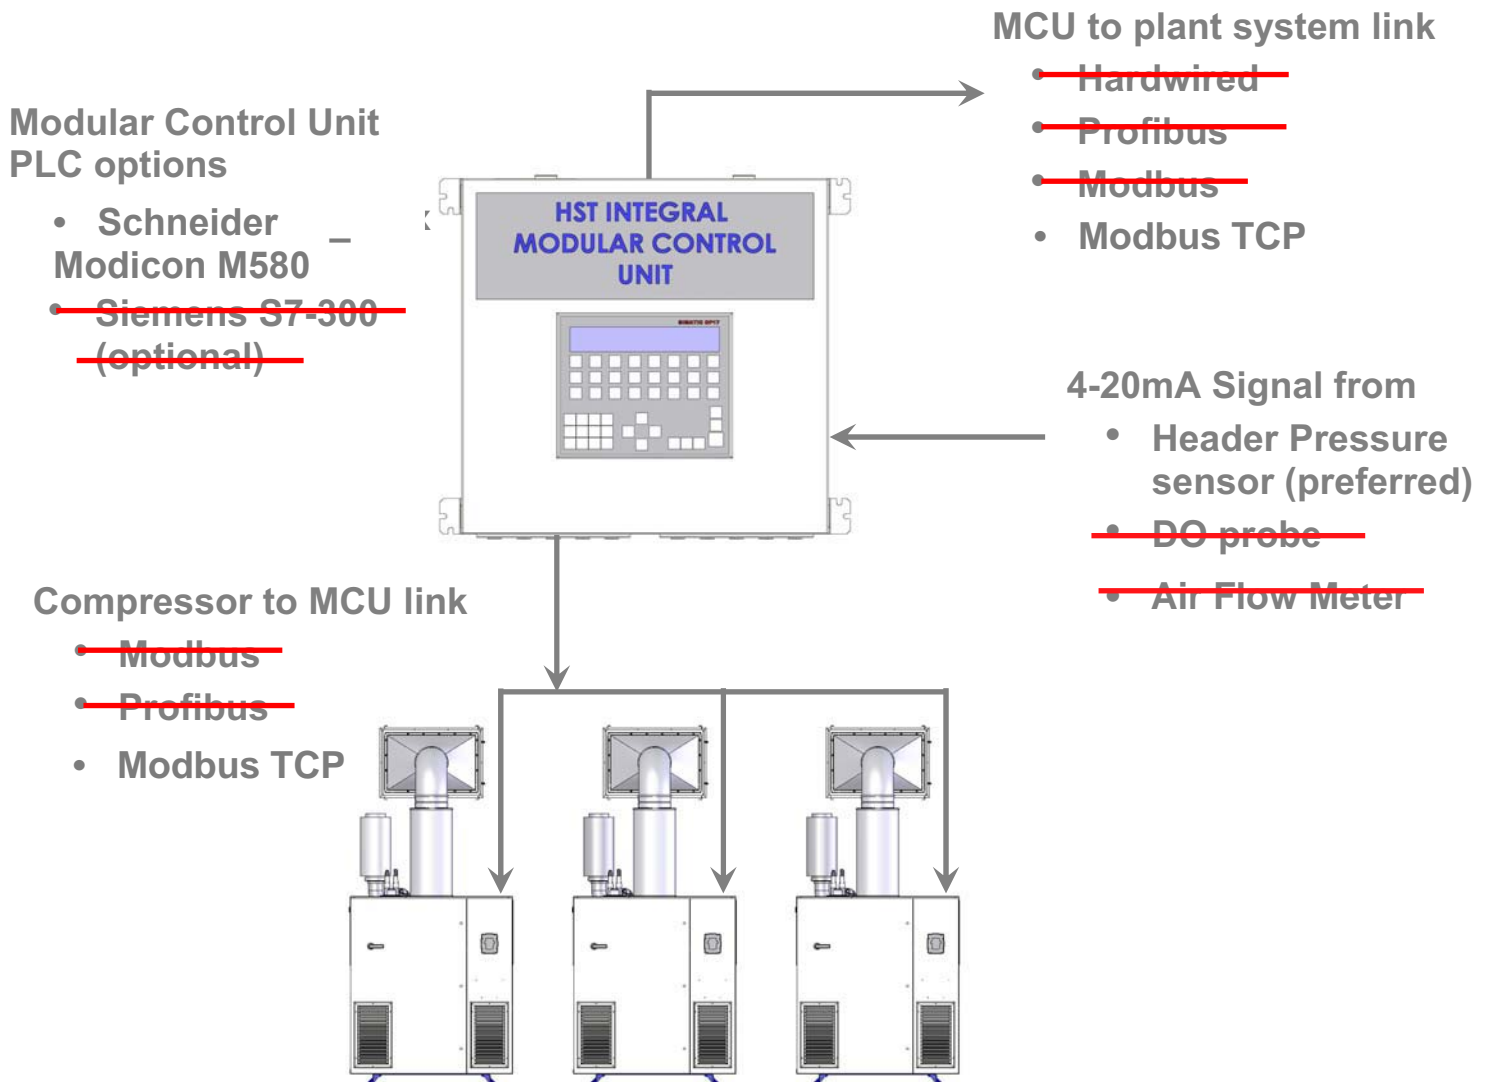 MCU to plant system link
• Hardwired
• Profibus
• Modbus
• Modbus TCP
Modular Control Unit
PLC options
• Schneider _
Modicon M580
• Siemens S7-300
(optional)
HST INTEGRAL
MODULAR CONTROL
UNIT
SIMATIC OP17
4-20mA Signal from
• Header Pressure
sensor (preferred)
• DO probe
• Air Flow Meter
Compressor to MCU link
• Modbus
• Profibus
• Modbus TCP